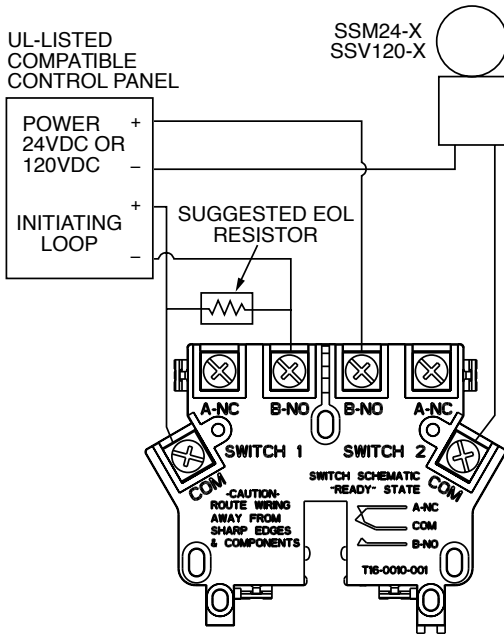 UL-LISTED
COMPATIBLE
CONTROL PANEL
SSM24-X
SSV120-X
POWER
24VDC OR
120VDC
+
–
INITIATING
LOOP
+
–
SUGGESTED EOL
RESISTOR
A-NC
B-NO
B-NO
A-NC
SWITCH 1
SWITCH 2
COM
COM
-CAUTION-
ROUTE WIRING
AWAY FROM
SHARP EDGES
& COMPONENTS
SWITCH SCHEMATIC
"READY" STATE
A-NC
COM
B-NO
T16-0010-001